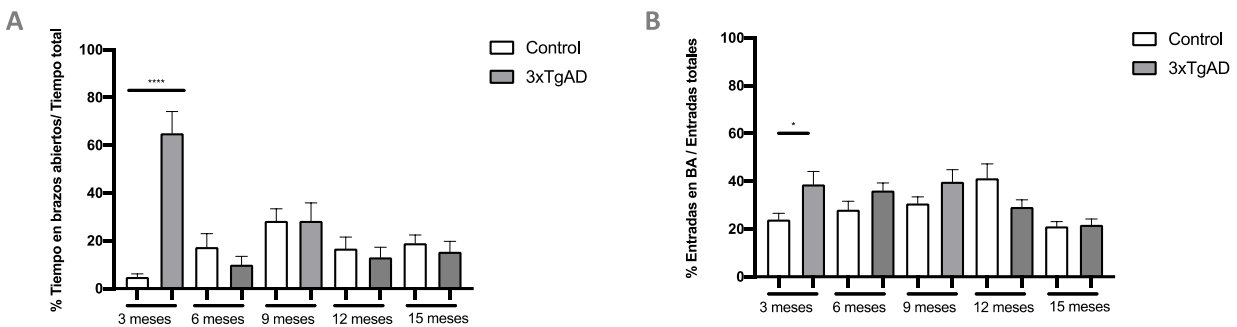 A
% Tiempo en brazos abiertos/ Tiempo total
100
80
60
40
20
0
****
Control
3xTgAD
3 meses
6 meses
9 meses
12 meses
15 meses
B
% Entradas en BA / Entradas totales
100
80
60
40
20
0
*
Control
3xTgAD
3 meses
6 meses
9 meses
12 meses
15 meses